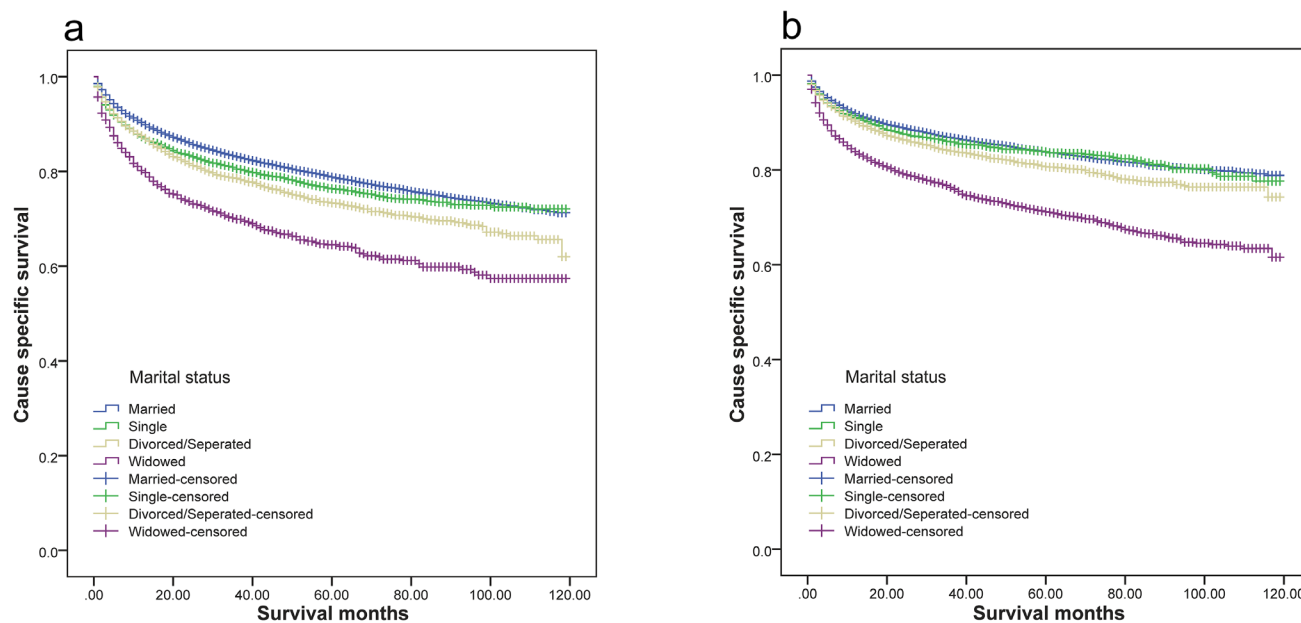 a
1.0
0.8
0.6
0.4
0.2
0.0
Cause specific survival
Marital status
Married
Single
Divorced/Seperated
Widowed
Married-censored
Single-censored
Divorced/Seperated-censored
Widowed-censored
.00 20.00 40.00 60.00 80.00 100.00 120.00
Survival months
b
1.0
0.8
0.6
0.4
0.2
0.0
Cause specific survival
Marital status
Married
Single
Divorced/Seperated
Widowed
Married-censored
Single-censored
Divorced/Seperated-censored
Widowed-censored
.00 20.00 40.00 60.00 80.00 100.00 120.00
Survival months